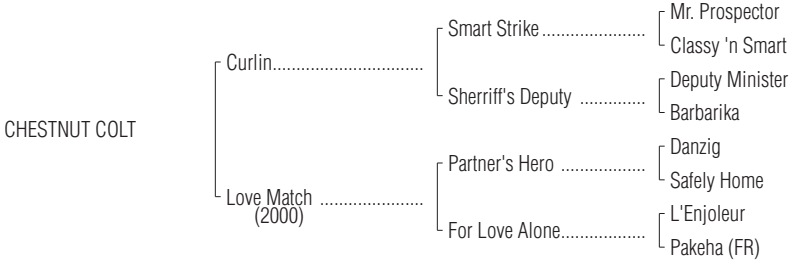 Mr. Prospector
Smart Strike......................
Classy 'n Smart
Curlin................................
Deputy Minister
Sherriff's Deputy ..............
Barbarika
CHESTNUT COLT
Danzig
Partner's Hero ..................
Safely Home
Love Match ......................
(2000)
L'Enjoleur
For Love Alone..................
Pakeha (FR)